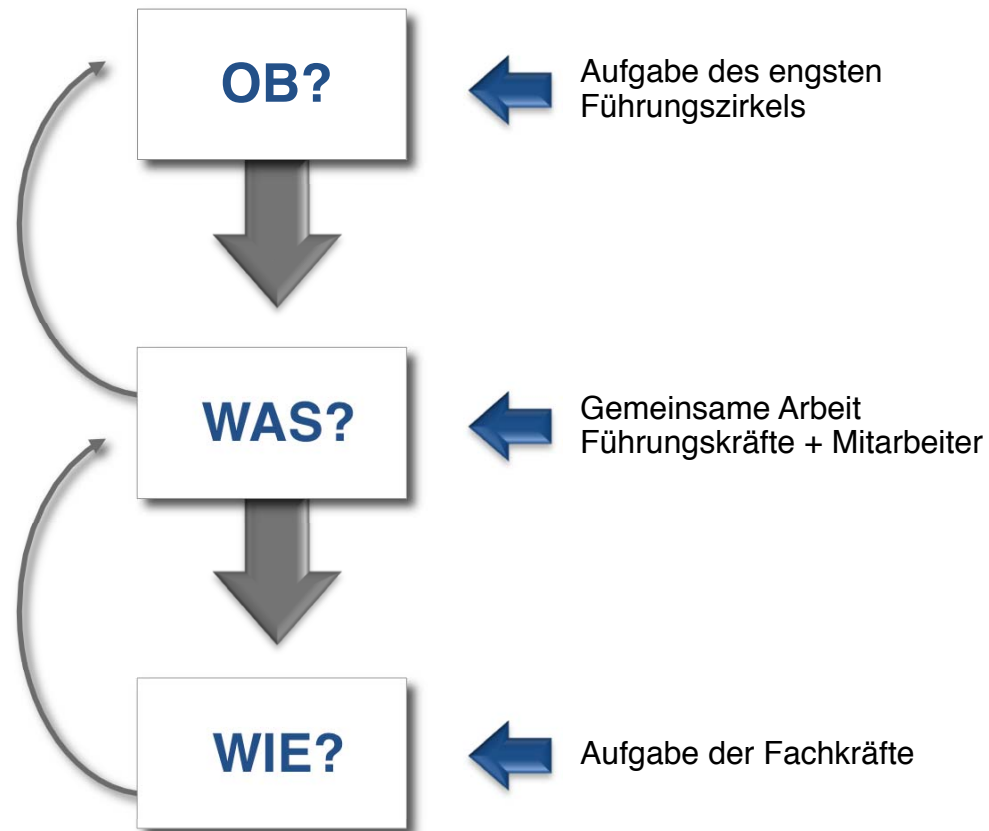 OB?
Aufgabe des engsten
Führungszirkels
WAS?
Gemeinsame Arbeit
Führungskräfte + Mitarbeiter
WIE?
Aufgabe der Fachkräfte